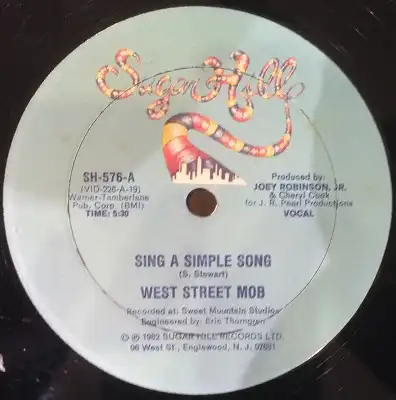 Sugar Hill
SH-576-A
(VID-226-A-19)
Warner-Tamberlane
Pub. Corp. (BMI)
TIME: 5:30
Produced by:
JOEY ROBINSON, JR.
& Cheryl Cook
for J. R. Pearl Productions
VOCAL
SING A SIMPLE SONG
(S. Stewart)
WEST STREET MOB
Recorded at: Sweet Mountain Studios
Engineered by: Eric Thorngren
© ℗ 1982 SUGAR HILL RECORDS LTD.
96 West St., Englewood, N. J. 07631